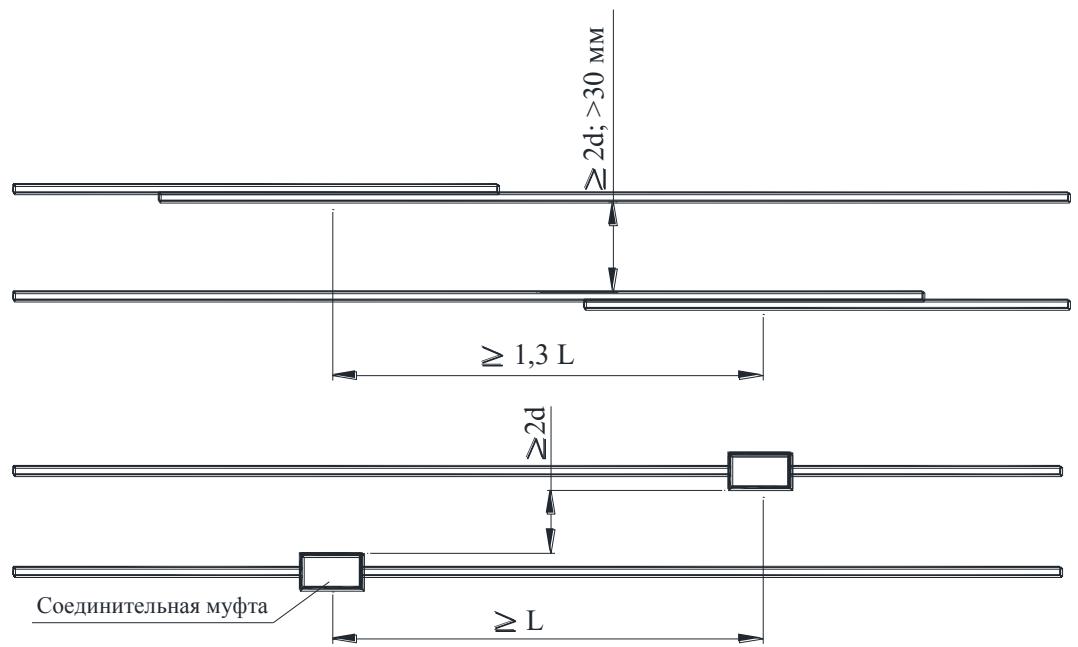 ≥ 2d; >30 мм
≥ 1,3 L
≥2d
Соединительная муфта
≥ L